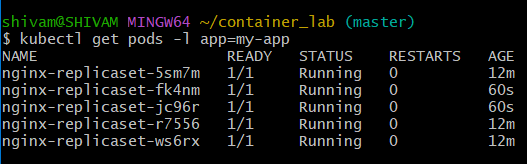 shivam@SHIVAM MINGW64 ~/container_lab (master)
$ kubectl get pods -l app=my-app
NAME                     READY   STATUS    RESTARTS   AGE
nginx-replicaset-5sm7m   1/1     Running   0          12m
nginx-replicaset-fk4nm   1/1     Running   0          60s
nginx-replicaset-jc96r   1/1     Running   0          60s
nginx-replicaset-r7556   1/1     Running   0          12m
nginx-replicaset-ws6rx   1/1     Running   0          12m